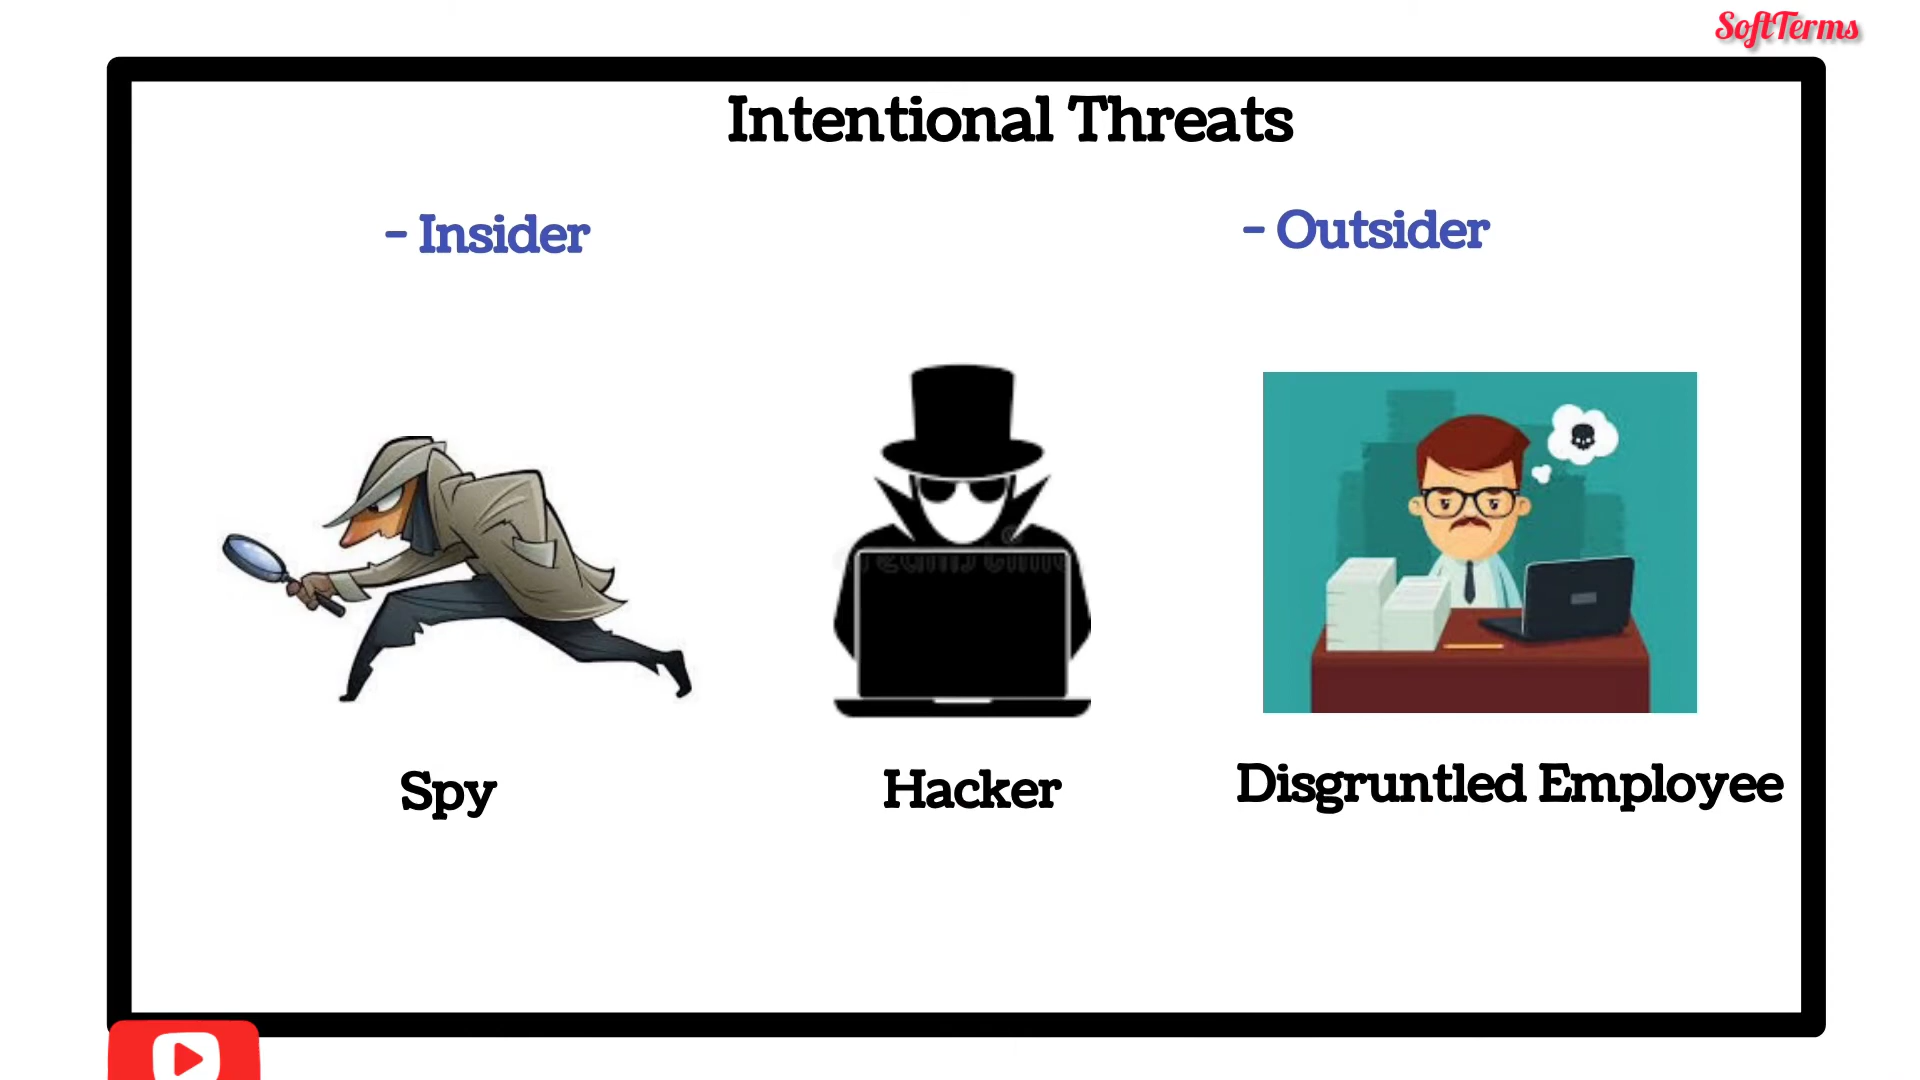 SoftTerms
Intentional Threats
- Insider
- Outsider
Spy
Hacker
Disgruntled Employee